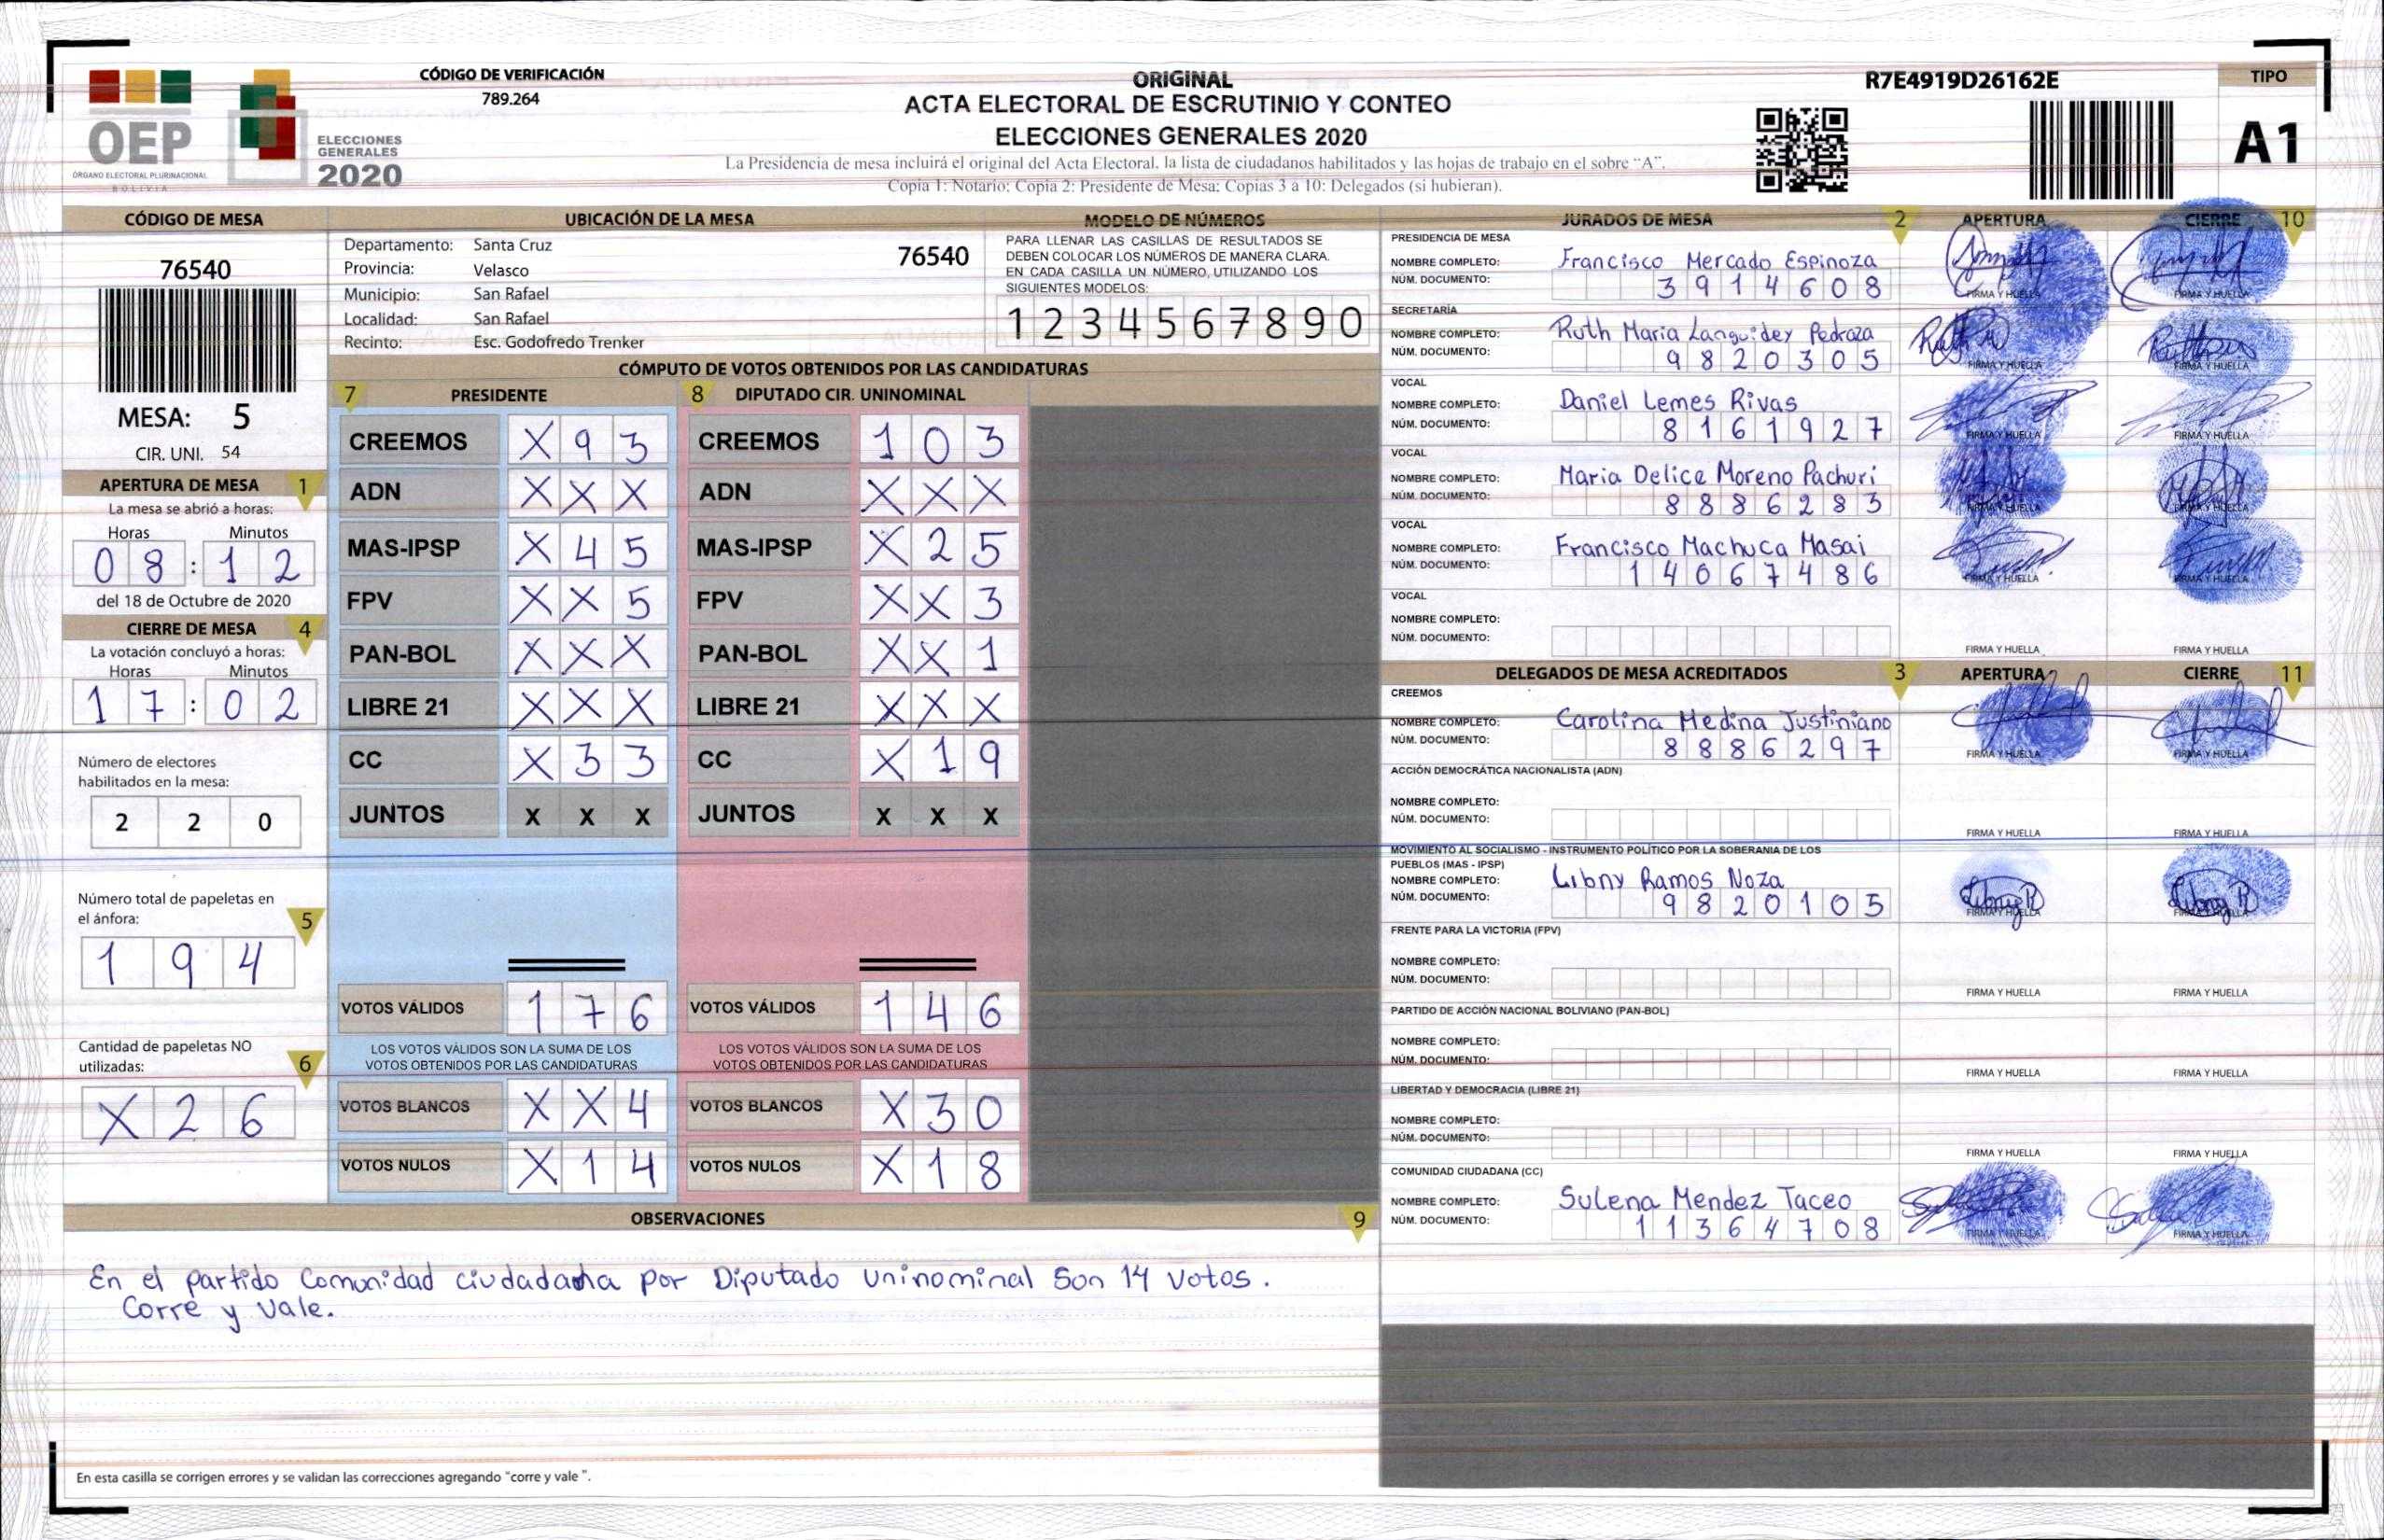 CÓDIGO DE VERIFICACIÓN
789.264
OEP
ÓRGANO ELECTORAL PLURINACIONAL
BOLIVIA
ELECCIONES
GENERALES
2020
ORIGINAL
ACTA ELECTORAL DE ESCRUTINIO Y CONTEO
ELECCIONES GENERALES 2020
La Presidencia de mesa incluirá el original del Acta Electoral, la lista de ciudadanos habilitados y las hojas de trabajo en el sobre "A".
Copia 1: Notario; Copia 2: Presidente de Mesa; Copias 3 a 10: Delegados (si hubieran).
R7E4919D26162E
TIPO
A1
CÓDIGO DE MESA
76540
MESA: 5
CIR. UNI. 54
APERTURA DE MESA 1
La mesa se abrió a horas:
Horas Minutos
0 8 : 1 2
del 18 de Octubre de 2020
CIERRE DE MESA 4
La votación concluyó a horas:
Horas Minutos
1 7 : 0 2
Número de electores
habilitados en la mesa:
2 2 0
Número total de papeletas en
el ánfora: 5
1 9 4
Cantidad de papeletas NO
utilizadas: 6
X 2 6
UBICACIÓN DE LA MESA
Departamento: Santa Cruz
Provincia: Velasco
Municipio: San Rafael
Localidad: San Rafael
Recinto: Esc. Godofredo Trenker
76540
MODELO DE NÚMEROS
PARA LLENAR LAS CASILLAS DE RESULTADOS SE
DEBEN COLOCAR LOS NÚMEROS DE MANERA CLARA.
EN CADA CASILLA UN NÚMERO, UTILIZANDO LOS
SIGUIENTES MODELOS:
1 2 3 4 5 6 7 8 9 0
CÓMPUTO DE VOTOS OBTENIDOS POR LAS CANDIDATURAS
7 PRESIDENTE
CREEMOS X 9 3
ADN X X X
MAS-IPSP X 4 5
FPV X X 5
PAN-BOL X X X
LIBRE 21 X X X
CC X 3 3
JUNTOS X X X
VOTOS VÁLIDOS 1 7 6
LOS VOTOS VÁLIDOS SON LA SUMA DE LOS
VOTOS OBTENIDOS POR LAS CANDIDATURAS
VOTOS BLANCOS X X 4
VOTOS NULOS X 1 4
8 DIPUTADO CIR. UNINOMINAL
CREEMOS 1 0 3
ADN X X X
MAS-IPSP X 2 5
FPV X X 3
PAN-BOL X X 1
LIBRE 21 X X X
CC X 1 9
JUNTOS X X X
VOTOS VÁLIDOS 1 4 6
LOS VOTOS VÁLIDOS SON LA SUMA DE LOS
VOTOS OBTENIDOS POR LAS CANDIDATURAS
VOTOS BLANCOS X 3 0
VOTOS NULOS X 1 8
OBSERVACIONES 9
En el partido Comunidad ciudadana por Diputado Uninominal Son 14 votos.
Corre y vale.
En esta casilla se corrigen errores y se validan las correcciones agregando "corre y vale ".
JURADOS DE MESA 2 APERTURA CIERRE 10
PRESIDENCIA DE MESA
NOMBRE COMPLETO: Francisco Mercado Espinoza
NÚM. DOCUMENTO: 3 9 1 4 6 0 8
FIRMA Y HUELLA FIRMA Y HUELLA
SECRETARÍA
NOMBRE COMPLETO: Ruth Maria Languidey Pedraza
NÚM. DOCUMENTO: 9 8 2 0 3 0 5
FIRMA Y HUELLA FIRMA Y HUELLA
VOCAL
NOMBRE COMPLETO: Daniel Lemes Rivas
NÚM. DOCUMENTO: 8 1 6 1 9 2 7
FIRMA Y HUELLA FIRMA Y HUELLA
VOCAL
NOMBRE COMPLETO: Maria Delice Moreno Pachuri
NÚM. DOCUMENTO: 8 8 8 6 2 8 3
FIRMA Y HUELLA FIRMA Y HUELLA
VOCAL
NOMBRE COMPLETO: Francisco Machuca Masai
NÚM. DOCUMENTO: 1 4 0 6 7 4 8 6
FIRMA Y HUELLA FIRMA Y HUELLA
VOCAL
NOMBRE COMPLETO:
NÚM. DOCUMENTO:
FIRMA Y HUELLA FIRMA Y HUELLA
DELEGADOS DE MESA ACREDITADOS 3 APERTURA CIERRE 11
CREEMOS
NOMBRE COMPLETO: Carolina Medina Justiniano
NÚM. DOCUMENTO: 8 8 8 6 2 9 7
FIRMA Y HUELLA FIRMA Y HUELLA
ACCIÓN DEMOCRÁTICA NACIONALISTA (ADN)
NOMBRE COMPLETO:
NÚM. DOCUMENTO:
FIRMA Y HUELLA FIRMA Y HUELLA
MOVIMIENTO AL SOCIALISMO - INSTRUMENTO POLÍTICO POR LA SOBERANIA DE LOS
PUEBLOS (MAS - IPSP)
NOMBRE COMPLETO: Libny Ramos Noza
NÚM. DOCUMENTO: 9 8 2 0 1 0 5
FIRMA Y HUELLA FIRMA Y HUELLA
FRENTE PARA LA VICTORIA (FPV)
NOMBRE COMPLETO:
NÚM. DOCUMENTO:
FIRMA Y HUELLA FIRMA Y HUELLA
PARTIDO DE ACCIÓN NACIONAL BOLIVIANO (PAN-BOL)
NOMBRE COMPLETO:
NÚM. DOCUMENTO:
FIRMA Y HUELLA FIRMA Y HUELLA
LIBERTAD Y DEMOCRACIA (LIBRE 21)
NOMBRE COMPLETO:
NÚM. DOCUMENTO:
FIRMA Y HUELLA FIRMA Y HUELLA
COMUNIDAD CIUDADANA (CC)
NOMBRE COMPLETO: Sulena Mendez Taceo
NÚM. DOCUMENTO: 1 1 3 6 4 7 0 8
FIRMA Y HUELLA FIRMA Y HUELLA